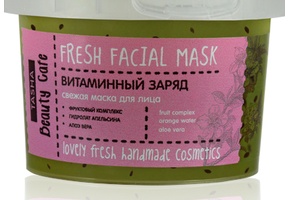 FRESH FACIAL MASK
TASHA
Beauty Care
ВИТАМИННЫЙ ЗАРЯД
свежая маска для лица
ФРУКТОВЫЙ КОМПЛЕКС
ГИДРОЛАТ АПЕЛЬСИНА
АЛОЭ ВЕРА
fruit complex
orange water
aloe vera
lovely fresh handmade cosmetics